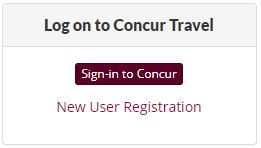 Log on to Concur Travel
Sign-in to Concur
New User Registration